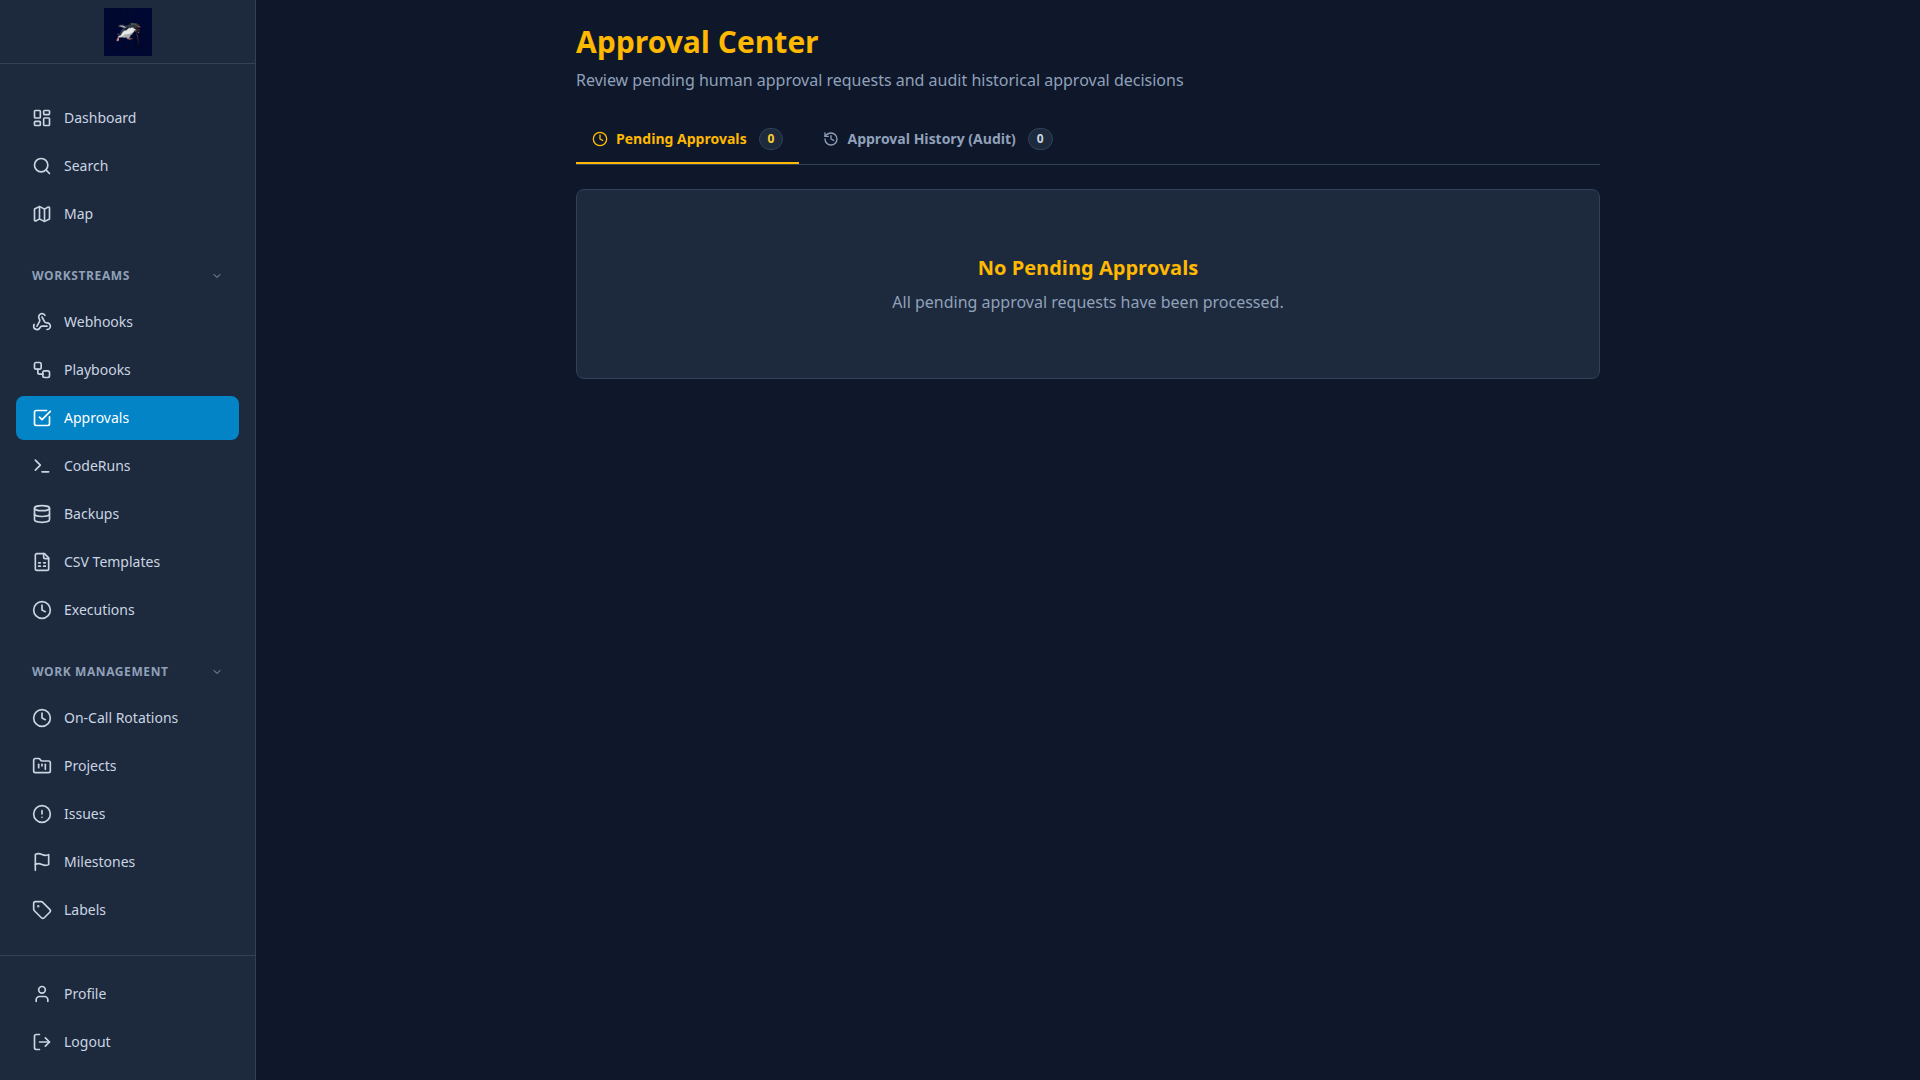 Dashboard
Search
Map
WORKSTREAMS
Webhooks
Playbooks
Approvals
CodeRuns
Backups
CSV Templates
Executions
WORK MANAGEMENT
On-Call Rotations
Projects
Issues
Milestones
Labels
Profile
Logout
Approval Center
Review pending human approval requests and audit historical approval decisions
Pending Approvals 0 Approval History (Audit) 0
No Pending Approvals
All pending approval requests have been processed.